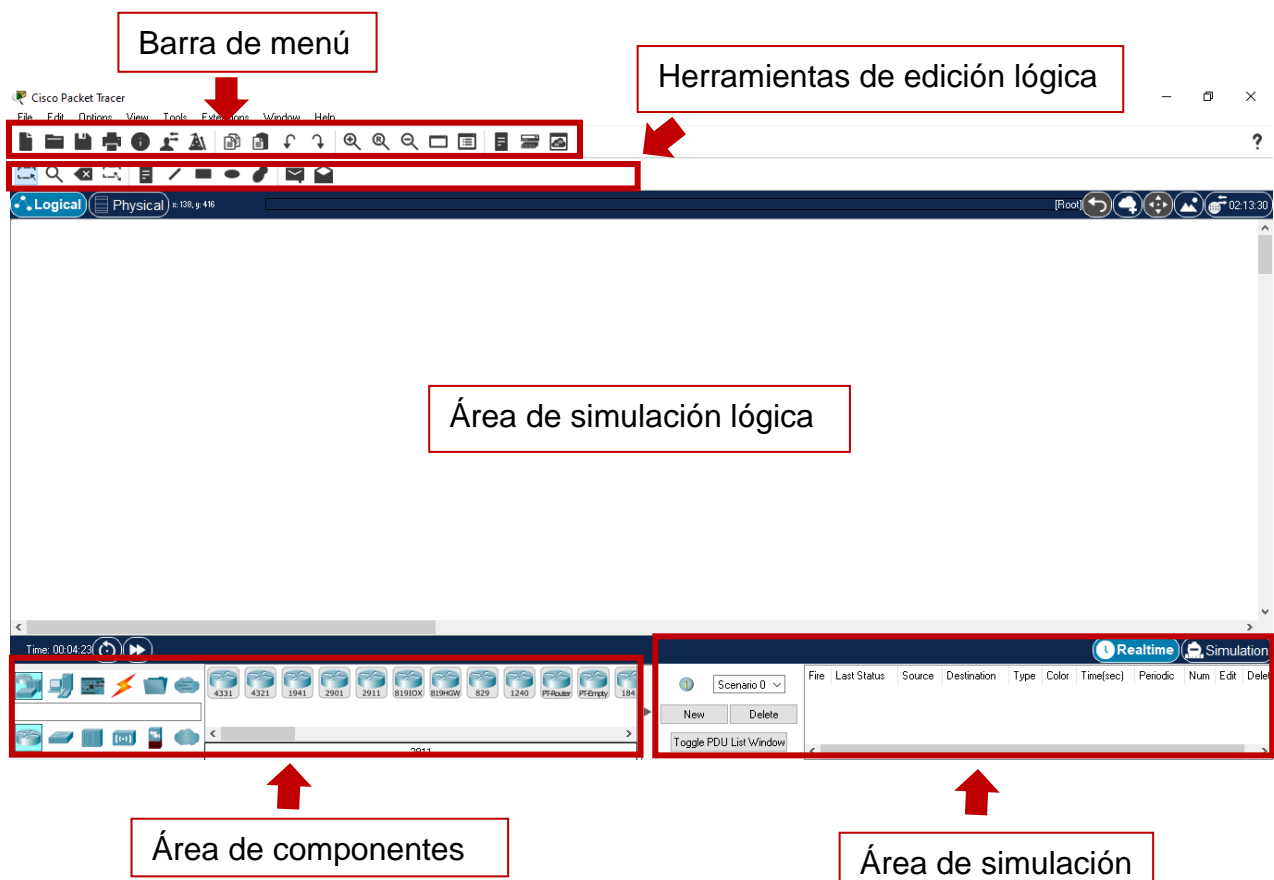 Barra de menú
Herramientas de edición lógica
Cisco Packet Tracer
File Edit Options View Tools Extensions Window Help
?
Logical Physical x: 138, y: 416 [Root] 02:13:30
Área de simulación lógica
Time: 00:04:23 Realtime Simulation
4331 4321 1941 2901 2911 819IOX 819HGW 829 1240 PT-Router PT-Empty 184
Scenario 0
Fire Last Status Source Destination Type Color Time(sec) Periodic Num Edit Delet
New Delete
Toggle PDU List Window
2911
Área de componentes
Área de simulación